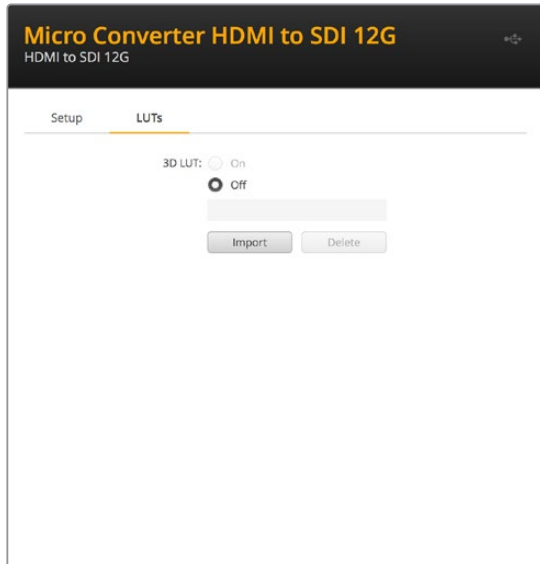 Micro Converter HDMI to SDI 12G
HDMI to SDI 12G
Setup LUTs
3D LUT: On
Off
Import Delete